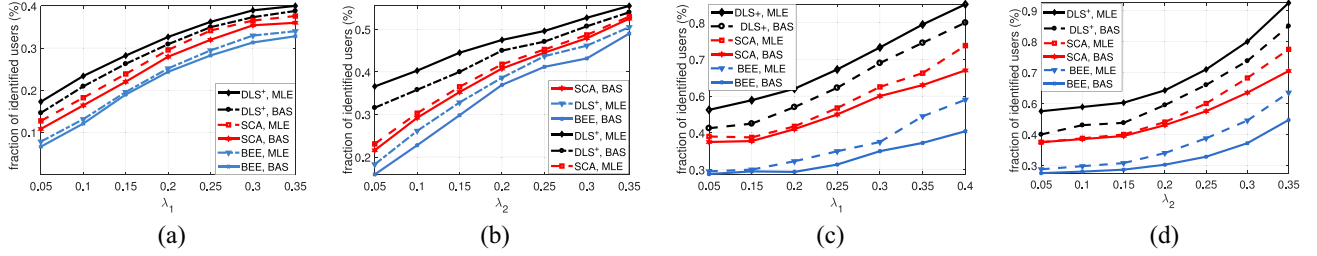 fraction of identified users (%)
0.4
0.3
0.2
0.1
DLS+, MLE
DLS+, BAS
SCA, MLE
SCA, BAS
BEE, MLE
BEE, BAS
0.05 0.1 0.15 0.2 0.25 0.3 0.35
λ1
(a)
fraction of identified users (%)
0.5
0.4
0.3
0.2
SCA, BAS
DLS+, MLE
BEE, BAS
DLS+, MLE
DLS+, BAS
SCA, MLE
0.05 0.1 0.15 0.2 0.25 0.3 0.35
λ2
(b)
fraction of identified users (%)
0.8
0.7
0.6
0.5
0.4
0.3
DLS+, MLE
DLS+, BAS
SCA, MLE
SCA, BAS
BEE, MLE
BEE, BAS
0.05 0.1 0.15 0.2 0.25 0.3 0.35 0.4
λ1
(c)
fraction of identified users (%)
0.9
0.8
0.7
0.6
0.5
0.4
0.3
DLS+, MLE
DLS+, BAS
SCA, MLE
SCA, BAS
BEE, MLE
BEE, BAS
0.05 0.1 0.15 0.2 0.25 0.3 0.35
λ2
(d)